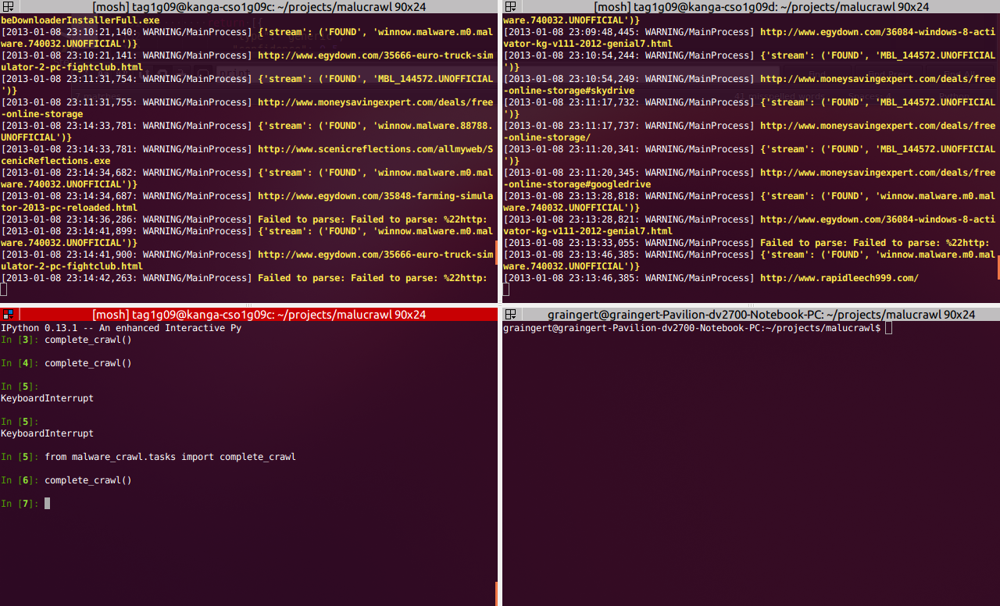 [mosh] tag1g09@kanga-cso1g09c: ~/projects/malucrawl 90x24
beDownloaderInstallerFull.exe
[2013-01-08 23:10:21,140: WARNING/MainProcess] {'stream': ('FOUND', 'winnow.malware.m0.mal
ware.740032.UNOFFICIAL')}
[2013-01-08 23:10:21,141: WARNING/MainProcess] http://www.egydown.com/35666-euro-truck-sim
ulator-2-pc-fightclub.html
[2013-01-08 23:11:31,754: WARNING/MainProcess] {'stream': ('FOUND', 'MBL_144572.UNOFFICIAL
')}
[2013-01-08 23:11:31,755: WARNING/MainProcess] http://www.moneysavingexpert.com/deals/free
-online-storage
[2013-01-08 23:14:33,781: WARNING/MainProcess] {'stream': ('FOUND', 'winnow.malware.88788.
UNOFFICIAL')}
[2013-01-08 23:14:33,781: WARNING/MainProcess] http://www.scenicreflections.com/allmyweb/S
cenicReflections.exe
[2013-01-08 23:14:34,682: WARNING/MainProcess] {'stream': ('FOUND', 'winnow.malware.m0.mal
ware.740032.UNOFFICIAL')}
[2013-01-08 23:14:34,687: WARNING/MainProcess] http://www.egydown.com/35848-farming-simula
tor-2013-pc-reloaded.html
[2013-01-08 23:14:36,286: WARNING/MainProcess] Failed to parse: Failed to parse: %22http:
[2013-01-08 23:14:41,899: WARNING/MainProcess] {'stream': ('FOUND', 'winnow.malware.m0.mal
ware.740032.UNOFFICIAL')}
[2013-01-08 23:14:41,900: WARNING/MainProcess] http://www.egydown.com/35666-euro-truck-sim
ulator-2-pc-fightclub.html
[2013-01-08 23:14:42,263: WARNING/MainProcess] Failed to parse: Failed to parse: %22http:
[mosh] tag1g09@kanga-cso1g09d: ~/projects/malucrawl 90x24
ware.740032.UNOFFICIAL')}
[2013-01-08 23:09:48,445: WARNING/MainProcess] http://www.egydown.com/36084-windows-8-acti
vator-kg-v111-2012-genial7.html
[2013-01-08 23:10:54,244: WARNING/MainProcess] {'stream': ('FOUND', 'MBL_144572.UNOFFICIAL
')}
[2013-01-08 23:10:54,249: WARNING/MainProcess] http://www.moneysavingexpert.com/deals/free
-online-storage#skydrive
[2013-01-08 23:11:17,732: WARNING/MainProcess] {'stream': ('FOUND', 'MBL_144572.UNOFFICIAL
')}
[2013-01-08 23:11:17,737: WARNING/MainProcess] http://www.moneysavingexpert.com/deals/free
-online-storage/
[2013-01-08 23:11:20,341: WARNING/MainProcess] {'stream': ('FOUND', 'MBL_144572.UNOFFICIAL
')}
[2013-01-08 23:11:20,345: WARNING/MainProcess] http://www.moneysavingexpert.com/deals/free
-online-storage#googledrive
[2013-01-08 23:13:28,818: WARNING/MainProcess] {'stream': ('FOUND', 'winnow.malware.m0.mal
ware.740032.UNOFFICIAL')}
[2013-01-08 23:13:28,821: WARNING/MainProcess] http://www.egydown.com/36084-windows-8-acti
vator-kg-v111-2012-genial7.html
[2013-01-08 23:13:33,055: WARNING/MainProcess] Failed to parse: Failed to parse: %22http:
[2013-01-08 23:13:46,385: WARNING/MainProcess] {'stream': ('FOUND', 'winnow.malware.m0.mal
ware.740032.UNOFFICIAL')}
[2013-01-08 23:13:46,385: WARNING/MainProcess] http://www.rapidleech999.com/
[mosh] tag1g09@kanga-cso1g09c: ~/projects/malucrawl 90x24
IPython 0.13.1 -- An enhanced Interactive Py
In [3]: complete_crawl()
In [4]: complete_crawl()
In [5]:
KeyboardInterrupt
In [5]:
KeyboardInterrupt
In [5]: from malware_crawl.tasks import complete_crawl
In [6]: complete_crawl()
In [7]:
graingert@graingert-Pavilion-dv2700-Notebook-PC: ~/projects/malucrawl 90x24
graingert@graingert-Pavilion-dv2700-Notebook-PC:~/projects/malucrawl$